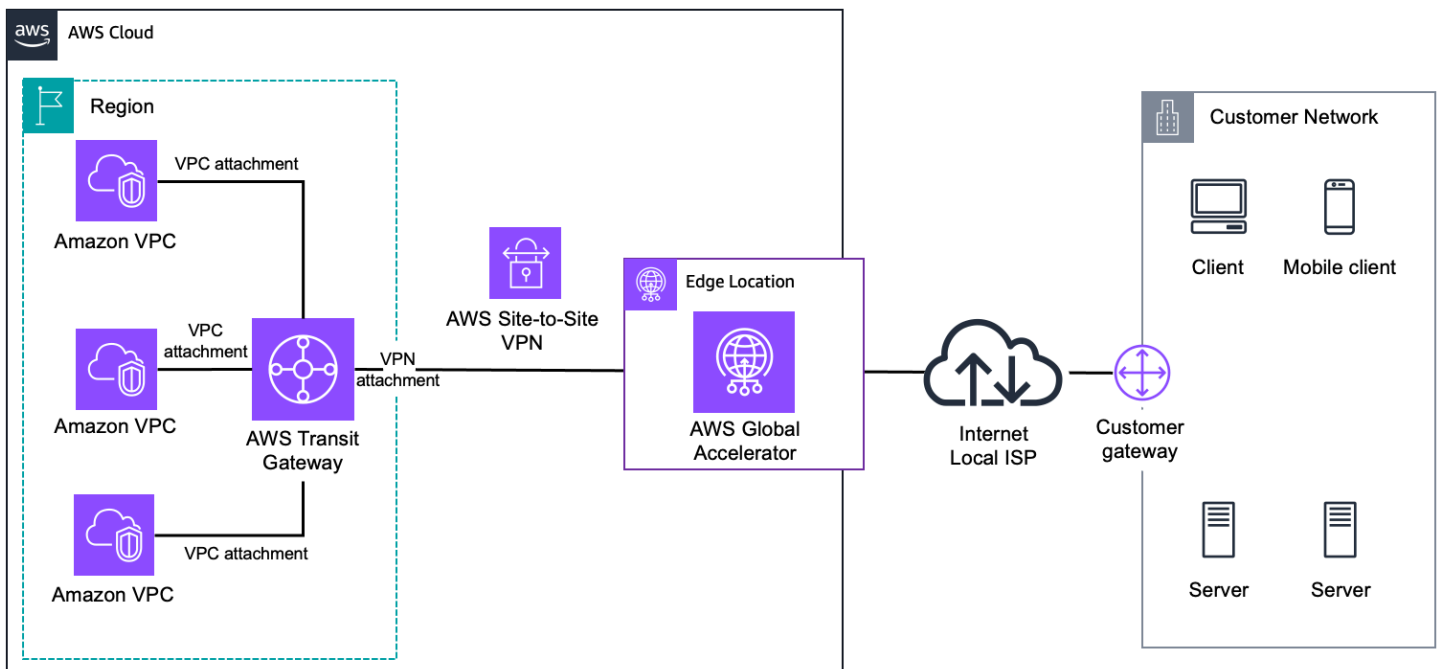 aws
AWS Cloud
Region
VPC attachment
Amazon VPC
VPC
attachment
Amazon VPC
AWS Transit
Gateway
VPC attachment
Amazon VPC
VPN
attachment
AWS Site-to-Site
VPN
Edge Location
AWS Global
Accelerator
Internet
Local ISP
Customer
gateway
Customer Network
Client
Mobile client
Server
Server